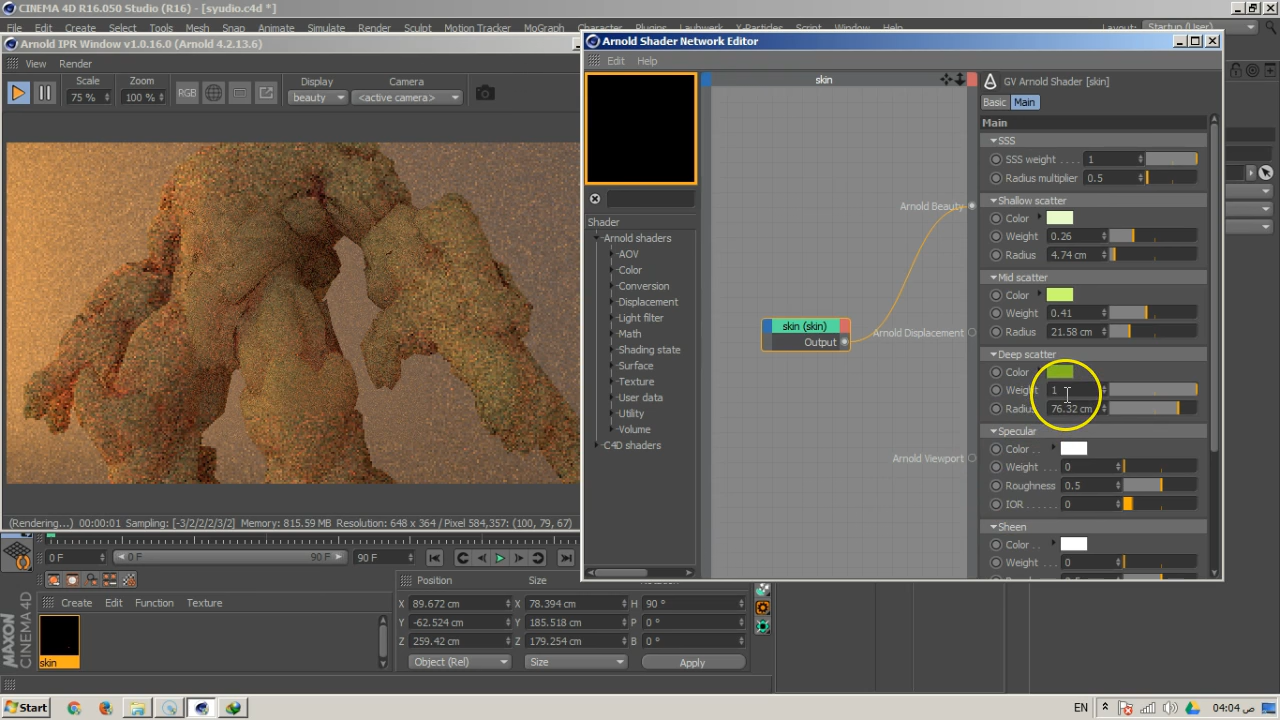 CINEMA 4D R16.050 Studio (R16) - [syudio.c4d *]
File Edit Create Select Tools Mesh Snap Animate Simulate Render Sculpt Motion Tracker MoGraph Character Plugins Laubwerk X-Particles Script Window Help Layout: Startup (User)
Arnold IPR Window v1.0.16.0 (Arnold 4.2.13.6)
View Render
Scale Zoom Display Camera
75 % 100 % RGB beauty <active camera>
(Rendering...) 00:00:01 Sampling: [-3/2/2/3/2] Memory: 815.59 MB Resolution: 648 x 364 / Pixel 584,357: (100, 79, 67)
0 F 0 F 90 F 90 F
Create Edit Function Texture
skin
MAXON
CINEMA 4D
Position Size
X 89.672 cm X 78.394 cm H 90 °
Y -62.524 cm Y 185.518 cm P 0 °
Z 259.42 cm Z 179.254 cm B 0 °
Object (Rel) Size Apply
Arnold Shader Network Editor
Edit Help
Shader
Arnold shaders
AOV
Color
Conversion
Displacement
Light filter
Math
Shading state
Surface
Texture
User data
Utility
Volume
C4D shaders
skin
Arnold Beauty
skin (skin)
Output
Arnold Displacement
Arnold Viewport
GV Arnold Shader [skin]
Basic Main
Main
SSS
SSS weight . . . . 1
Radius multiplier 0.5
Shallow scatter
Color
Weight 0.26
Radius 4.74 cm
Mid scatter
Color
Weight 0.41
Radius 21.58 cm
Deep scatter
Color
Weight 1
Radius 76.32 cm
Specular
Color . .
Weight . . . 0
Roughness 0.5
IOR . . . . . . 0
Sheen
Color . .
Weight . . . 0
Start
EN
04:04 ص